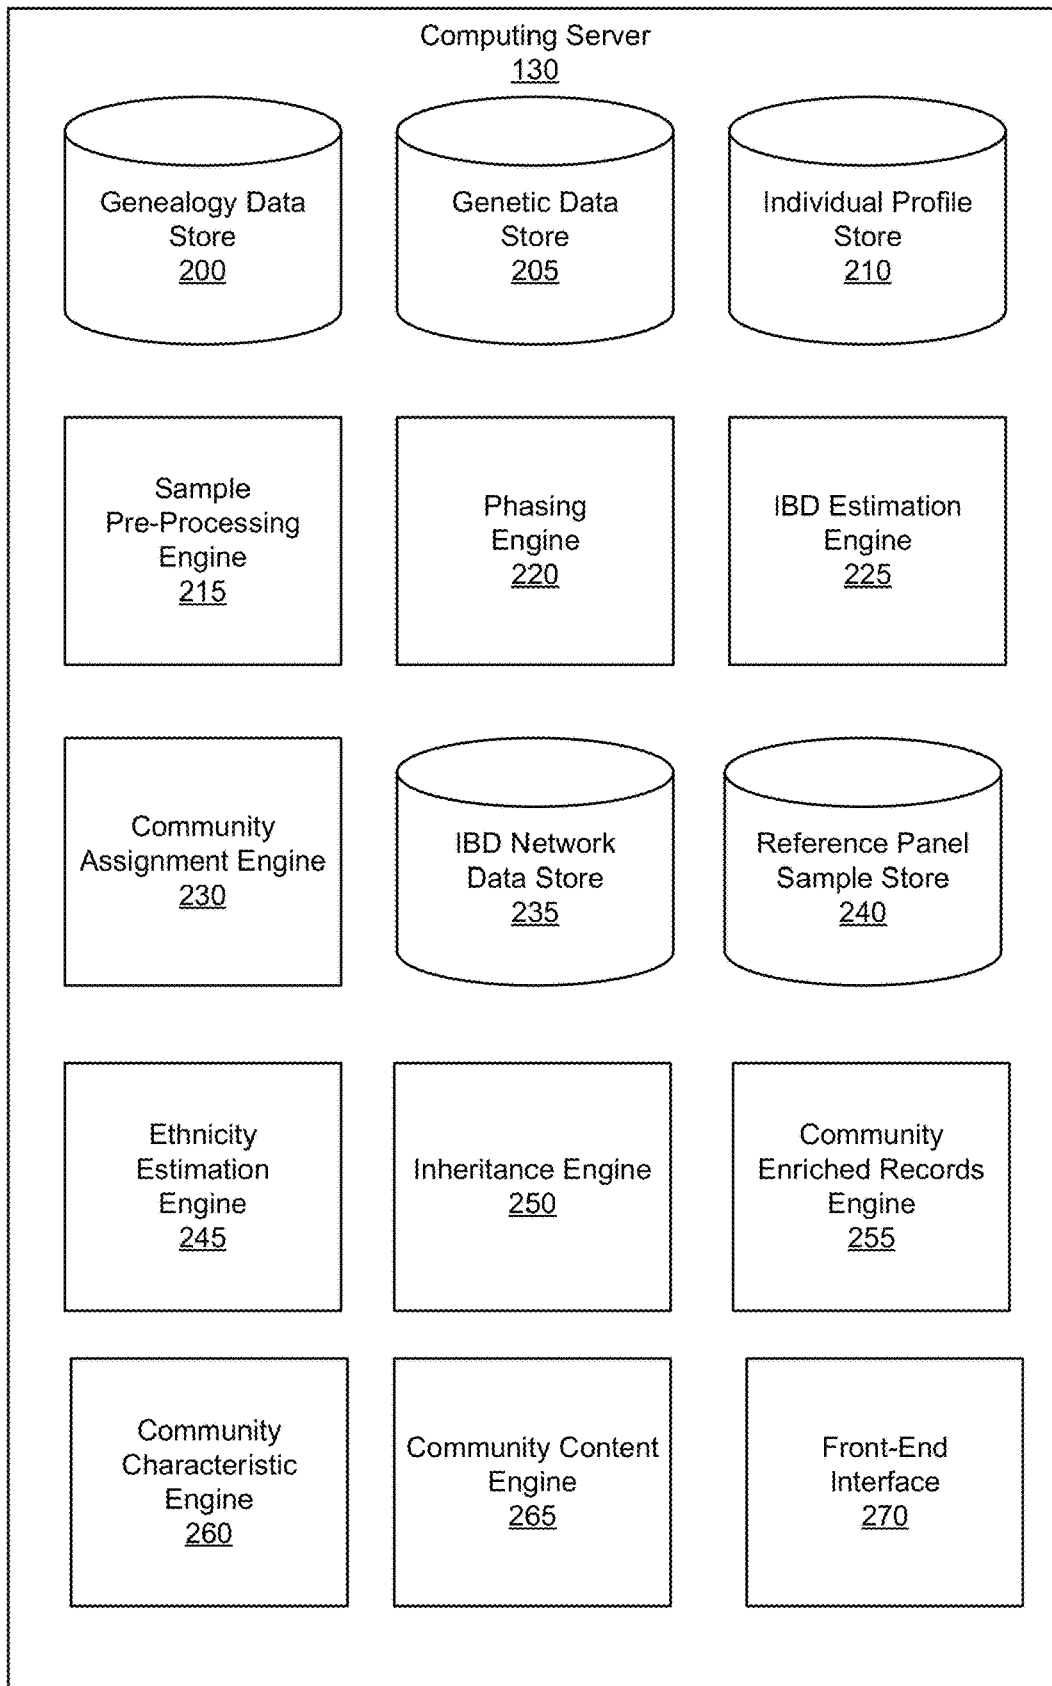 Computing Server
130
Genealogy Data
Store
200
Genetic Data
Store
205
Individual Profile
Store
210
Sample
Pre-Processing
Engine
215
Phasing
Engine
220
IBD Estimation
Engine
225
Community
Assignment Engine
230
IBD Network
Data Store
235
Reference Panel
Sample Store
240
Ethnicity
Estimation
Engine
245
Inheritance Engine
250
Community
Enriched Records
Engine
255
Community
Characteristic
Engine
260
Community Content
Engine
265
Front-End
Interface
270